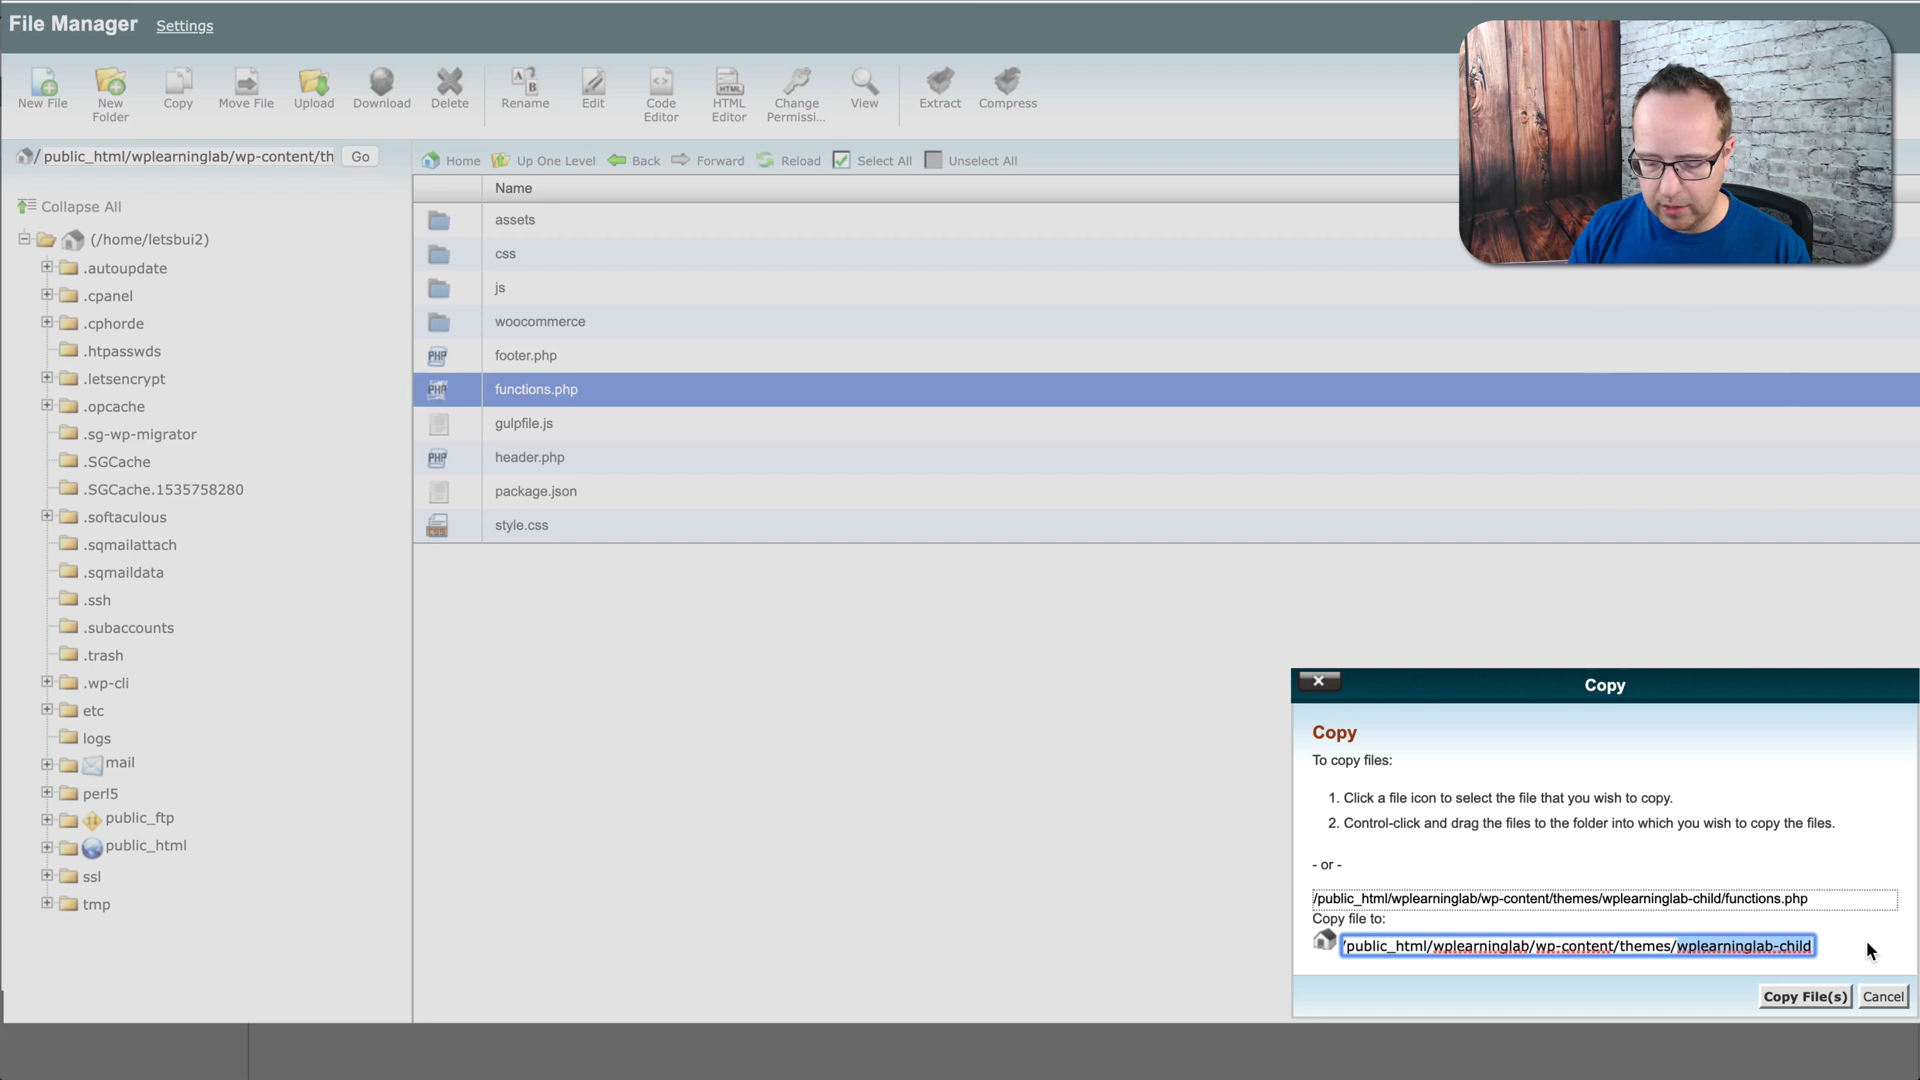 File Manager Settings
New File
New Folder
Copy
Move File
Upload
Download
Delete
Rename
Edit
Code Editor
HTML Editor
Change Permissi...
View
Extract
Compress
/ public_html/wplearninglab/wp-content/th Go
Home Up One Level Back Forward Reload Select All Unselect All
Collapse All
(/home/letsbui2)
.autoupdate
.cpanel
.cphorde
.htpasswds
.letsencrypt
.opcache
.sg-wp-migrator
.SGCache
.SGCache.1535758280
.softaculous
.sqmailattach
.sqmaildata
.ssh
.subaccounts
.trash
.wp-cli
etc
logs
mail
perl5
public_ftp
public_html
ssl
tmp
Name
assets
css
js
woocommerce
PHP footer.php
PHP functions.php
gulpfile.js
PHP header.php
package.json
CSS style.css
Copy
Copy
To copy files:
1. Click a file icon to select the file that you wish to copy.
2. Control-click and drag the files to the folder into which you wish to copy the files.
- or -
/public_html/wplearninglab/wp-content/themes/wplearninglab-child/functions.php
Copy file to:
/public_html/wplearninglab/wp-content/themes/wplearninglab-child
Copy File(s) Cancel